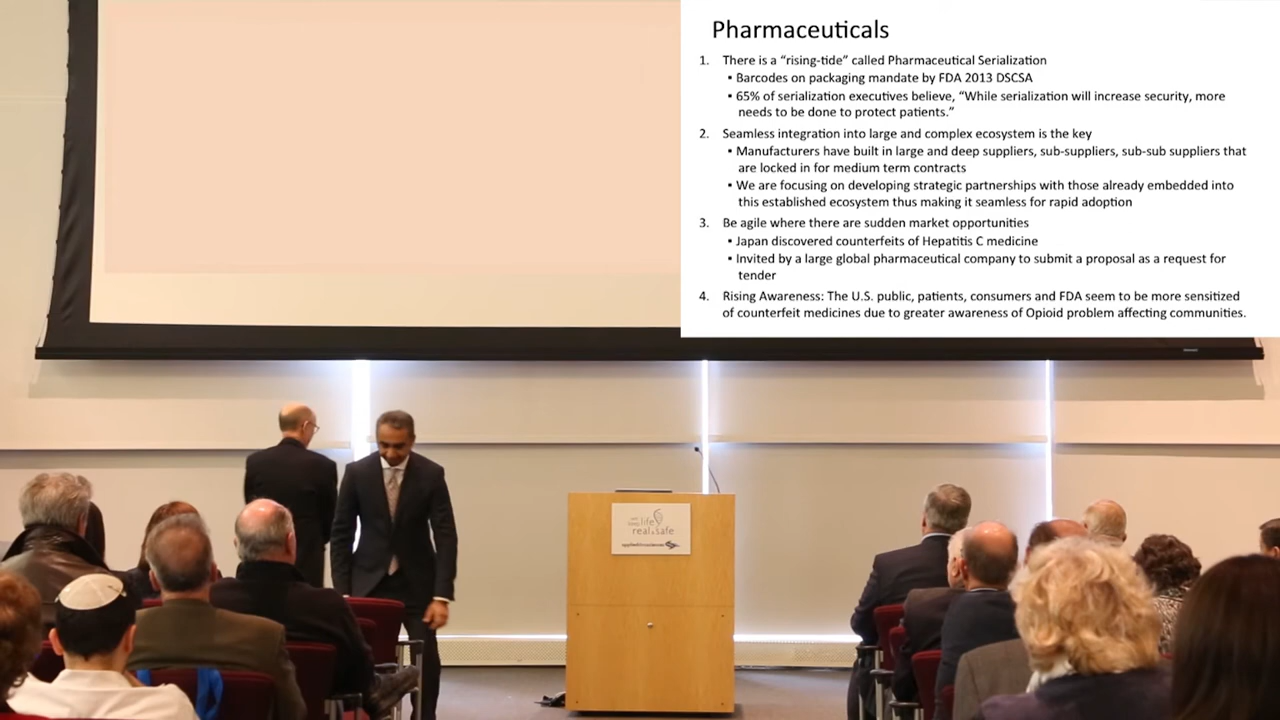 Pharmaceuticals
1. There is a “rising-tide” called Pharmaceutical Serialization
▪ Barcodes on packaging mandate by FDA 2013 DSCSA
▪ 65% of serialization executives believe, “While serialization will increase security, more
needs to be done to protect patients.”
2. Seamless integration into large and complex ecosystem is the key
▪ Manufacturers have built in large and deep suppliers, sub-suppliers, sub-sub suppliers that
are locked in for medium term contracts
▪ We are focusing on developing strategic partnerships with those already embedded into
this established ecosystem thus making it seamless for rapid adoption
3. Be agile where there are sudden market opportunities
▪ Japan discovered counterfeits of Hepatitis C medicine
▪ Invited by a large global pharmaceutical company to submit a proposal as a request for
tender
4. Rising Awareness: The U.S. public, patients, consumers and FDA seem to be more sensitized
of counterfeit medicines due to greater awareness of Opioid problem affecting communities.
life
real safe